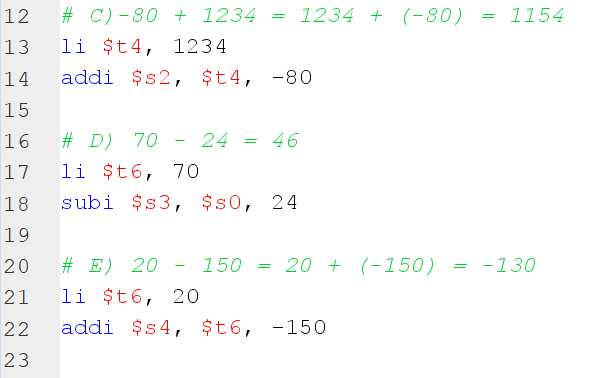 12 # C)-80 + 1234 = 1234 + (-80) = 1154
13 li $t4, 1234
14 addi $s2, $t4, -80
15
16 # D) 70 - 24 = 46
17 li $t6, 70
18 subi $s3, $s0, 24
19
20 # E) 20 - 150 = 20 + (-150) = -130
21 li $t6, 20
22 addi $s4, $t6, -150
23